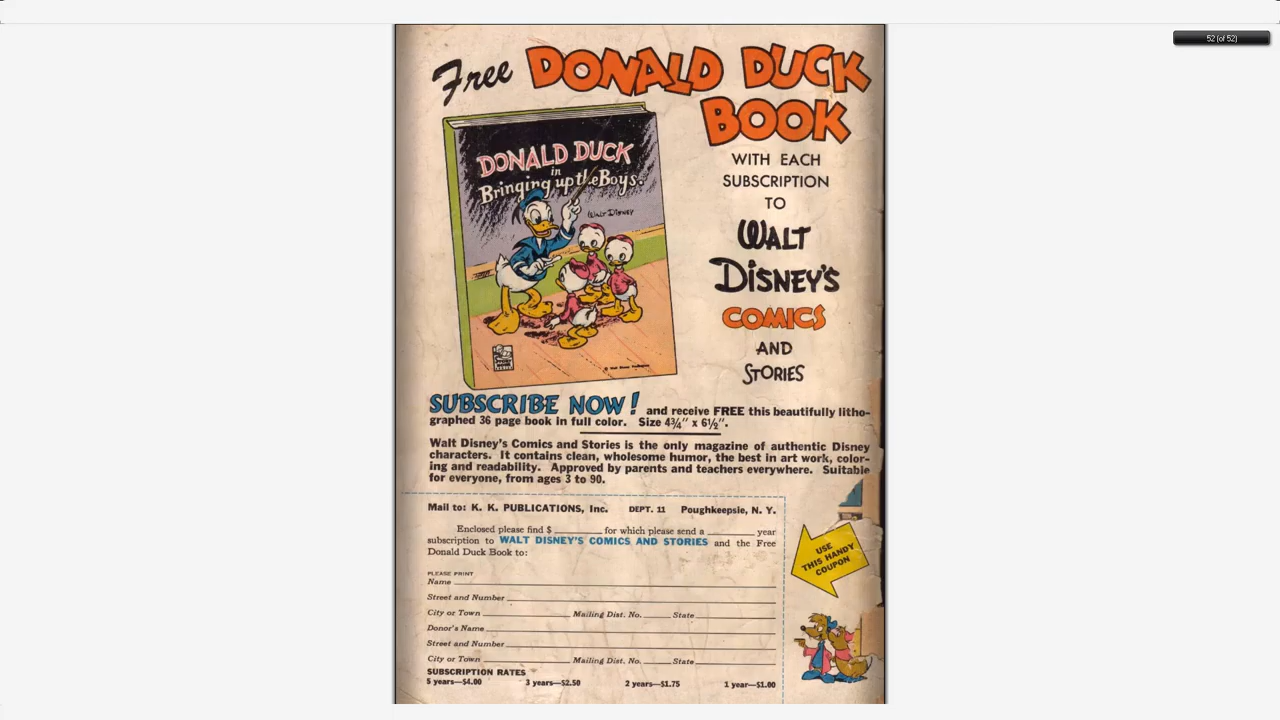 52 (of 52)
Free DONALD DUCK
BOOK
DONALD DUCK
in
Bringing up the Boys.
WALT DISNEY
WITH EACH
SUBSCRIPTION
TO
WALT
DISNEY'S
COMICS
AND
STORIES
SUBSCRIBE NOW! and receive FREE this beautifully litho-
graphed 36 page book in full color. Size 4¾" x 6½".
Walt Disney's Comics and Stories is the only magazine of authentic Disney
characters. It contains clean, wholesome humor, the best in art work, color-
ing and readability. Approved by parents and teachers everywhere. Suitable
for everyone, from ages 3 to 90.
Mail to: K. K. PUBLICATIONS, Inc. DEPT. 11 Poughkeepsie, N. Y.
Enclosed please find $ for which please send a year
subscription to WALT DISNEY'S COMICS AND STORIES and the Free
Donald Duck Book to:
PLEASE PRINT
Name
Street and Number
City or Town Mailing Dist. No. State
Donor's Name
Street and Number
City or Town Mailing Dist. No. State
SUBSCRIPTION RATES
5 years—$4.00 3 years—$2.50 2 years—$1.75 1 year—$1.00
USE
THIS HANDY
COUPON